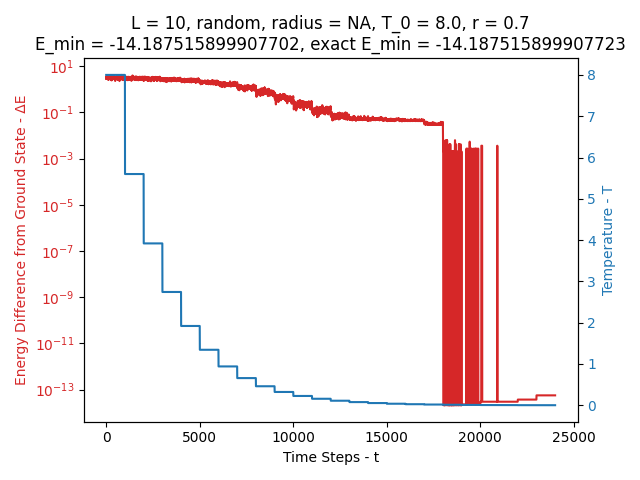 L = 10, random, radius = NA, T_0 = 8.0, r = 0.7
E_min = -14.187515899907702, exact E_min = -14.187515899907723
10¹
10⁻¹
10⁻³
10⁻⁵
10⁻⁷
10⁻⁹
10⁻¹¹
10⁻¹³
Energy Difference from Ground State - ΔE
8
7
6
5
4
3
2
1
0
Temperature - T
0 5000 10000 15000 20000 25000
Time Steps - t